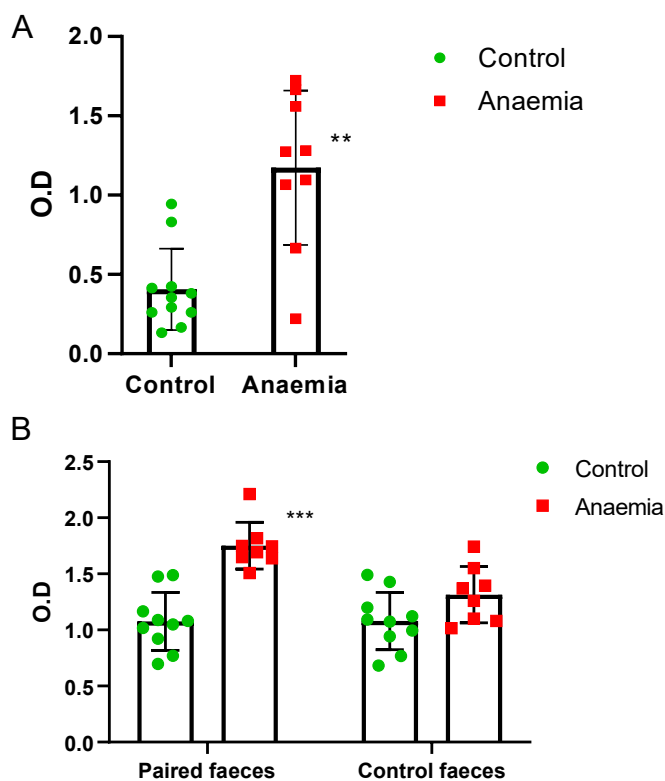 A
2.0
1.5
1.0
0.5
0.0
O.D
Control
Anaemia
**
Control
Anaemia
B
2.5
2.0
1.5
1.0
0.5
0.0
O.D
Control
Anaemia
***
Paired faeces
Control faeces